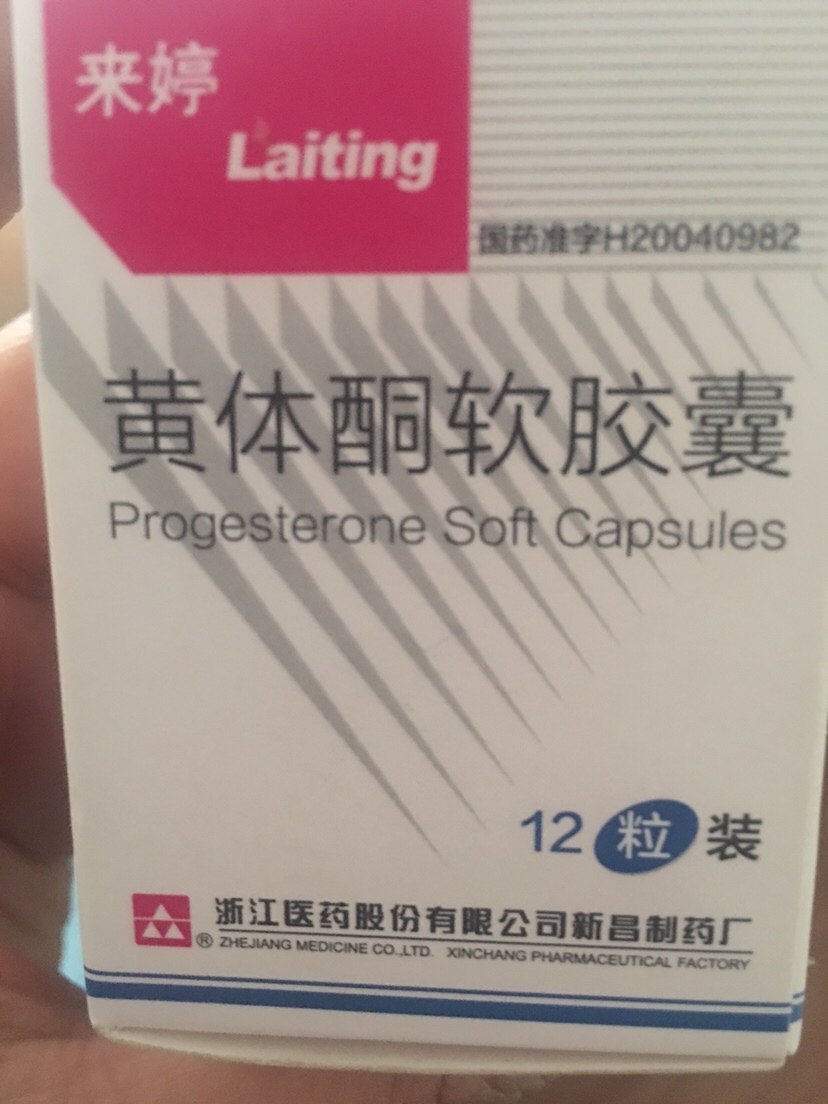 来婷
Laiting
国药准字H20040982
黄体酮软胶囊
Progesterone Soft Capsules
12粒装
浙江医药股份有限公司新昌制药厂
® ZHEJIANG MEDICINE CO.,LTD. XINCHANG PHARMACEUTICAL FACTORY